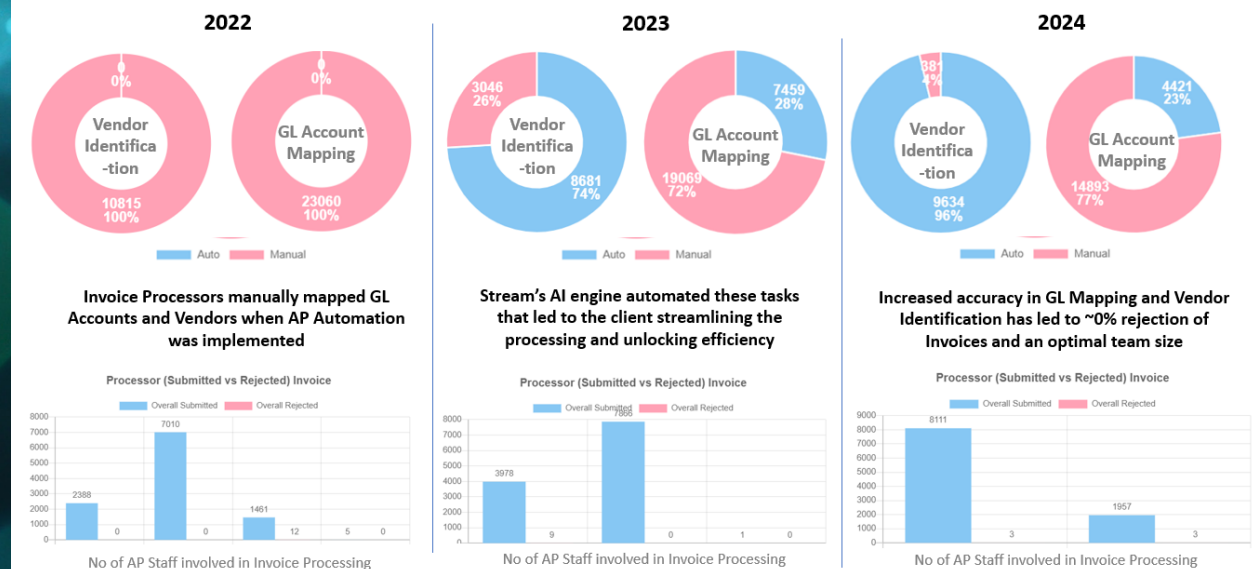 2022
0
0%
Vendor
Identifica
-tion
10815
100%
0
0%
GL Account
Mapping
23060
100%
Auto
Manual
Invoice Processors manually mapped GL
Accounts and Vendors when AP Automation
was implemented
Processor (Submitted vs Rejected) Invoice
Overall Submitted
Overall Rejected
8000
7000
6000
5000
4000
3000
2000
1000
0
2388
0
7010
0
1461
12
5
0
No of AP Staff involved in Invoice Processing
2023
3046
26%
Vendor
Identifica
-tion
8681
74%
7459
28%
GL Account
Mapping
19069
72%
Auto
Manual
Stream's AI engine automated these tasks
that led to the client streamlining the
processing and unlocking efficiency
Processor (Submitted vs Rejected) Invoice
Overall Submitted
Overall Rejected
8000
7000
6000
5000
4000
3000
2000
1000
0
3978
9
7866
0
1
0
No of AP Staff involved in Invoice Processing
2024
381
4%
Vendor
Identifica
-tion
9634
96%
4421
23%
GL Account
Mapping
14893
77%
Auto
Manual
Increased accuracy in GL Mapping and Vendor
Identification has led to ~0% rejection of
Invoices and an optimal team size
Processor (Submitted vs Rejected) Invoice
Overall Submitted
Overall Rejected
9000
8000
7000
6000
5000
4000
3000
2000
1000
0
8111
3
1957
3
No of AP Staff involved in Invoice Processing